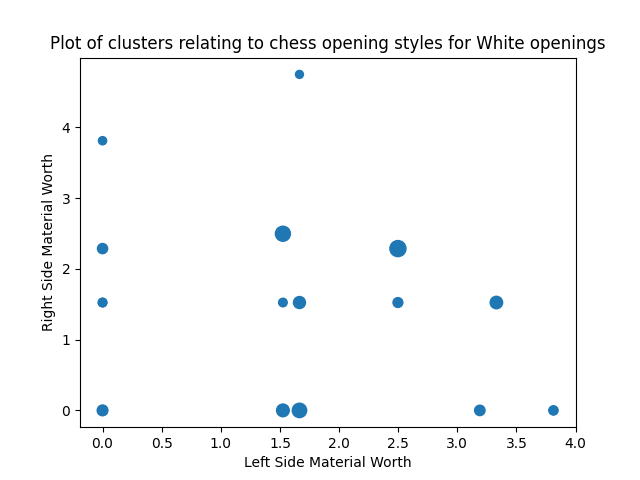 Plot of clusters relating to chess opening styles for White openings
Right Side Material Worth
4
3
2
1
0
0.0 0.5 1.0 1.5 2.0 2.5 3.0 3.5 4.0
Left Side Material Worth